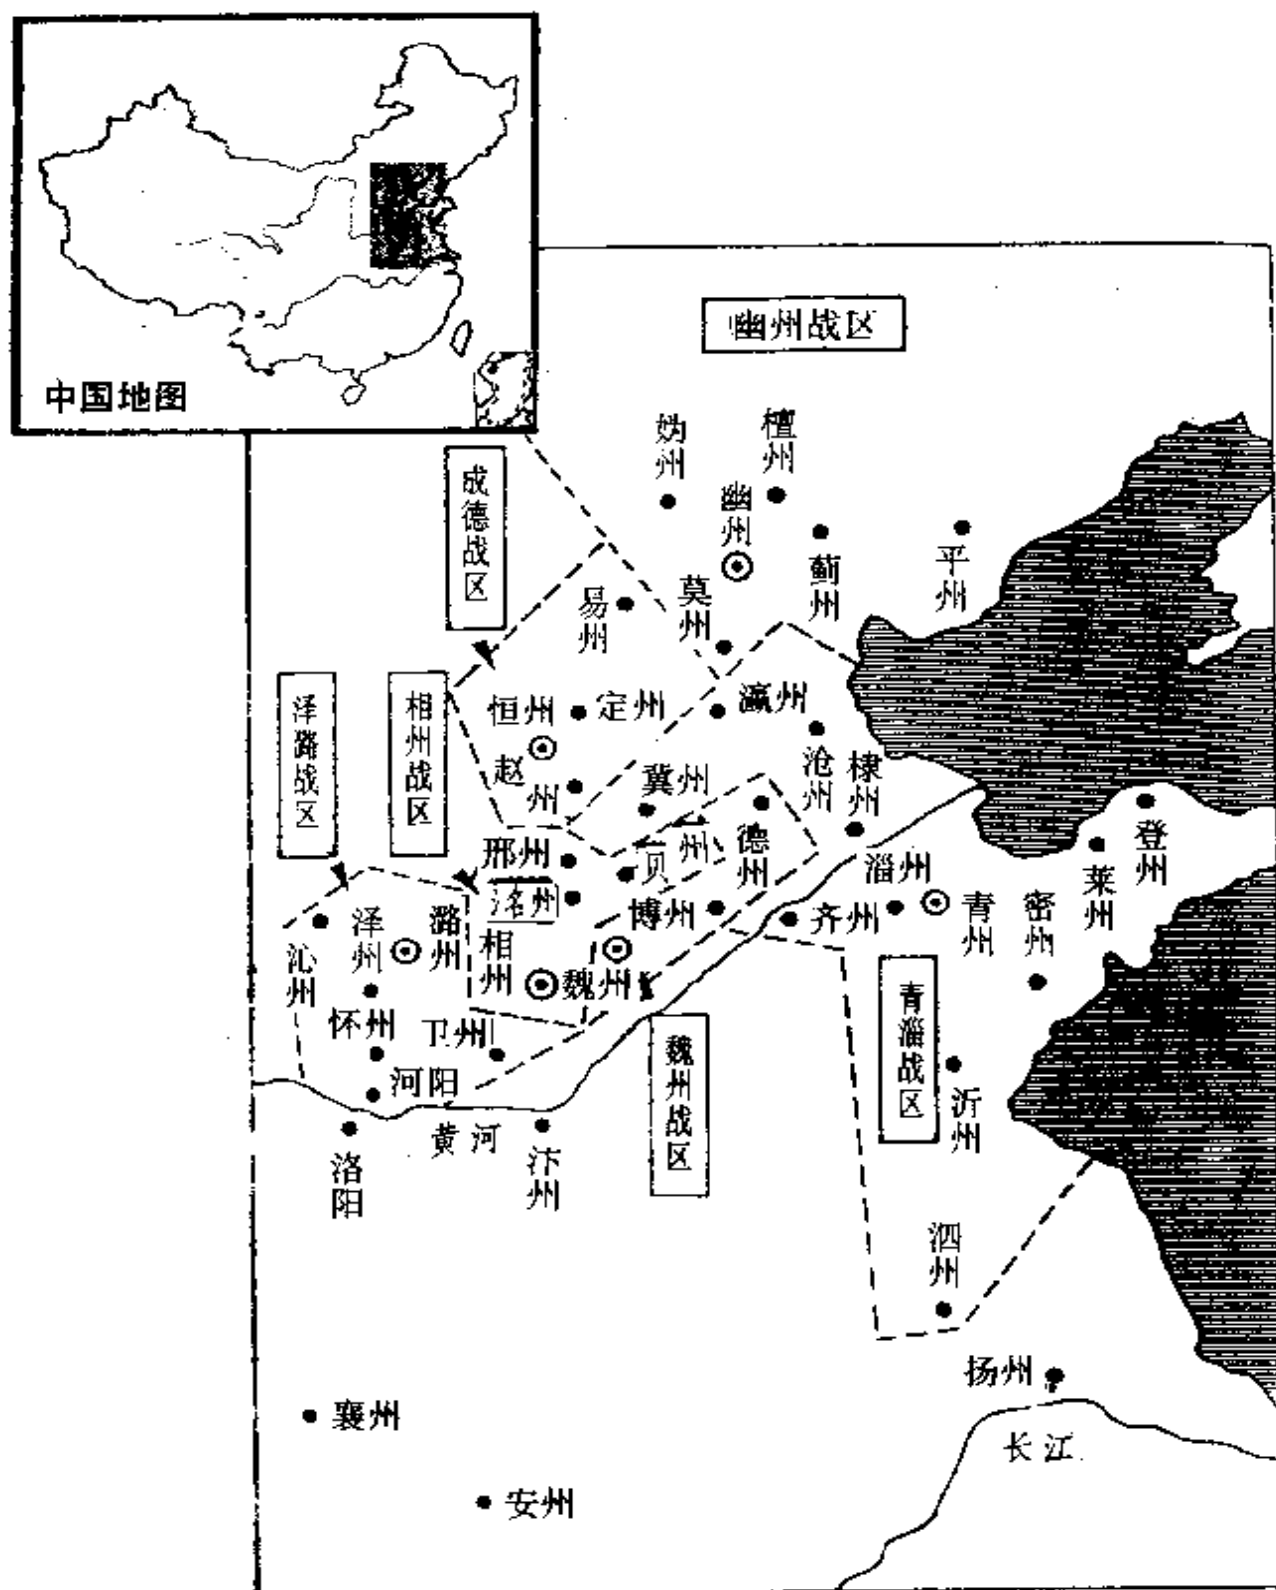 中国地图
幽州战区
成德战区
妫州
檀州
幽州
蓟州
平州
易州
莫州
泽潞战区
相州战区
恒州
定州
瀛州
赵州
沧州
棣州
冀州
邢州
贝州
德州
淄州
登州
莱州
洺州
博州
齐州
青州
密州
沁州
泽州
潞州
相州
魏州
怀州
卫州
河阳
魏州战区
青淄战区
沂州
黄河
洛阳
汴州
泗州
扬州
襄州
长江
安州